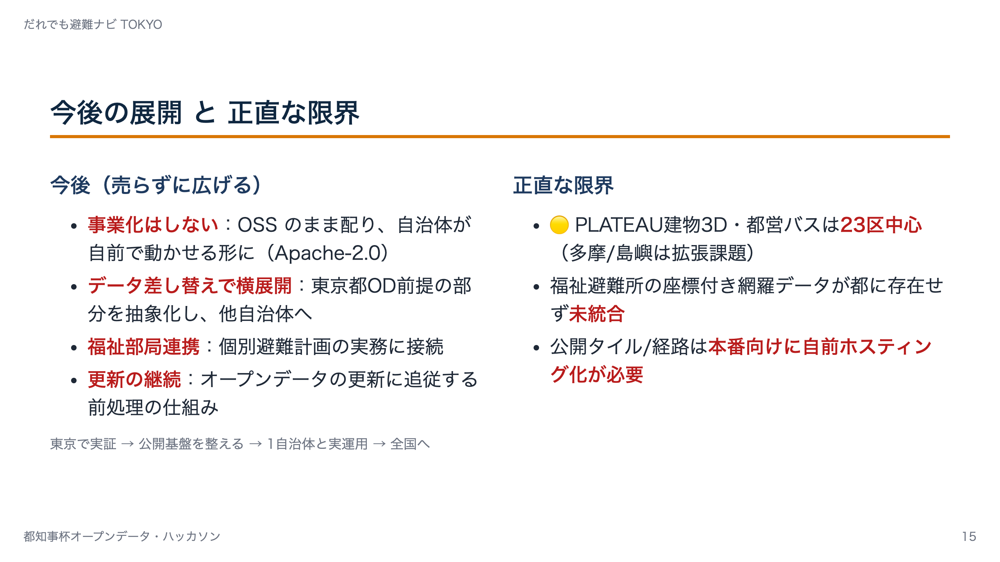 だれでも避難ナビ TOKYO
今後の展開 と 正直な限界
今後（売らずに広げる）
• 事業化はしない：OSS のまま配り、自治体が
自前で動かせる形に（Apache-2.0）
• データ差し替えで横展開：東京都OD前提の部
分を抽象化し、他自治体へ
• 福祉部局連携：個別避難計画の実務に接続
• 更新の継続：オープンデータの更新に追従する
前処理の仕組み
東京で実証 → 公開基盤を整える → 1自治体と実運用 → 全国へ
正直な限界
• 🟡 PLATEAU建物3D・都営バスは23区中心
（多摩/島嶼は拡張課題）
• 福祉避難所の座標付き網羅データが都に存在せ
ず未統合
• 公開タイル/経路は本番向けに自前ホスティン
グ化が必要
都知事杯オープンデータ・ハッカソン
15